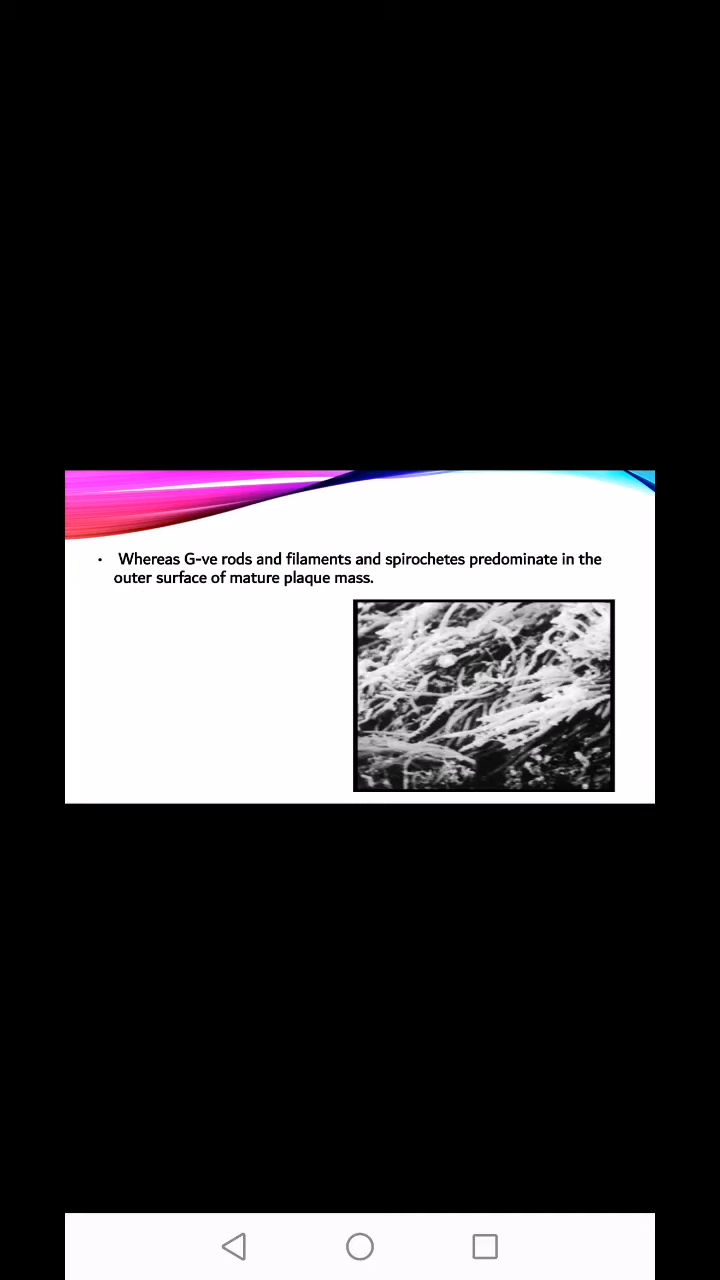 • Whereas G-ve rods and filaments and spirochetes predominate in the
outer surface of mature plaque mass.